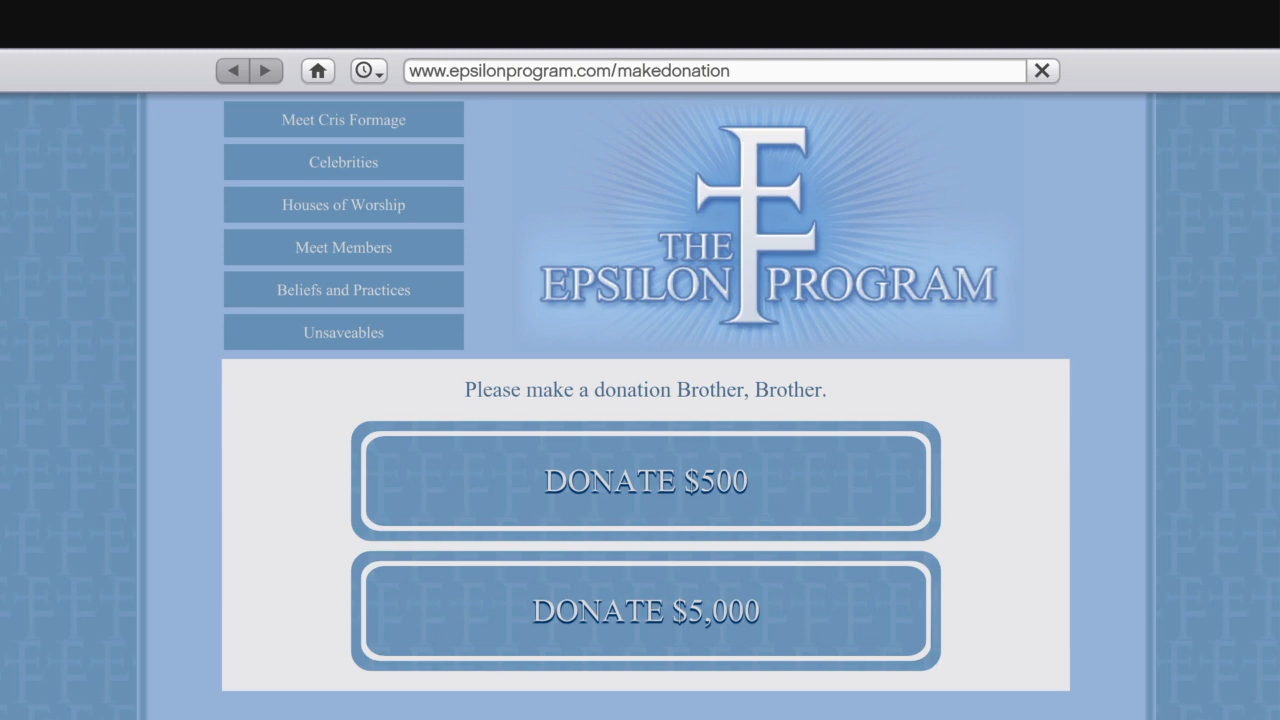 www.epsilonprogram.com/makedonation
Meet Cris Formage
Celebrities
Houses of Worship
Meet Members
Beliefs and Practices
Unsaveables
THE
EPSILON PROGRAM
Please make a donation Brother, Brother.
DONATE $500
DONATE $5,000